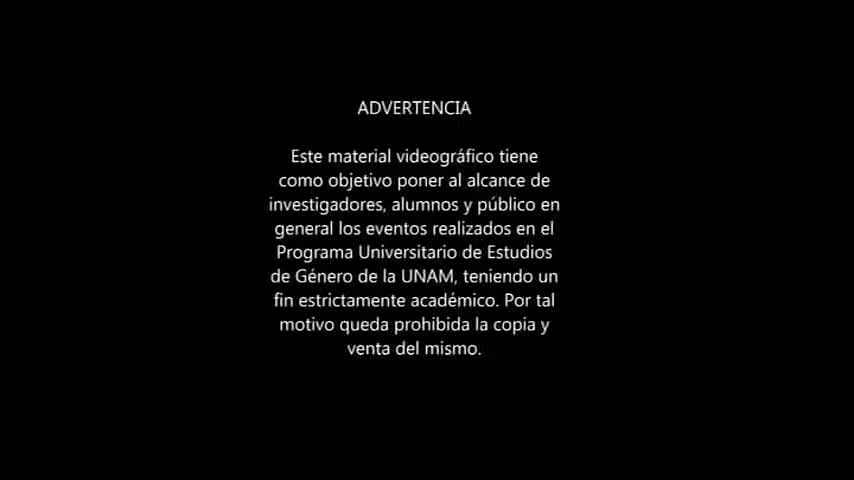 ADVERTENCIA
Este material videográfico tiene
como objetivo poner al alcance de
investigadores, alumnos y público en
general los eventos realizados en el
Programa Universitario de Estudios
de Género de la UNAM, teniendo un
fin estrictamente académico. Por tal
motivo queda prohibida la copia y
venta del mismo.